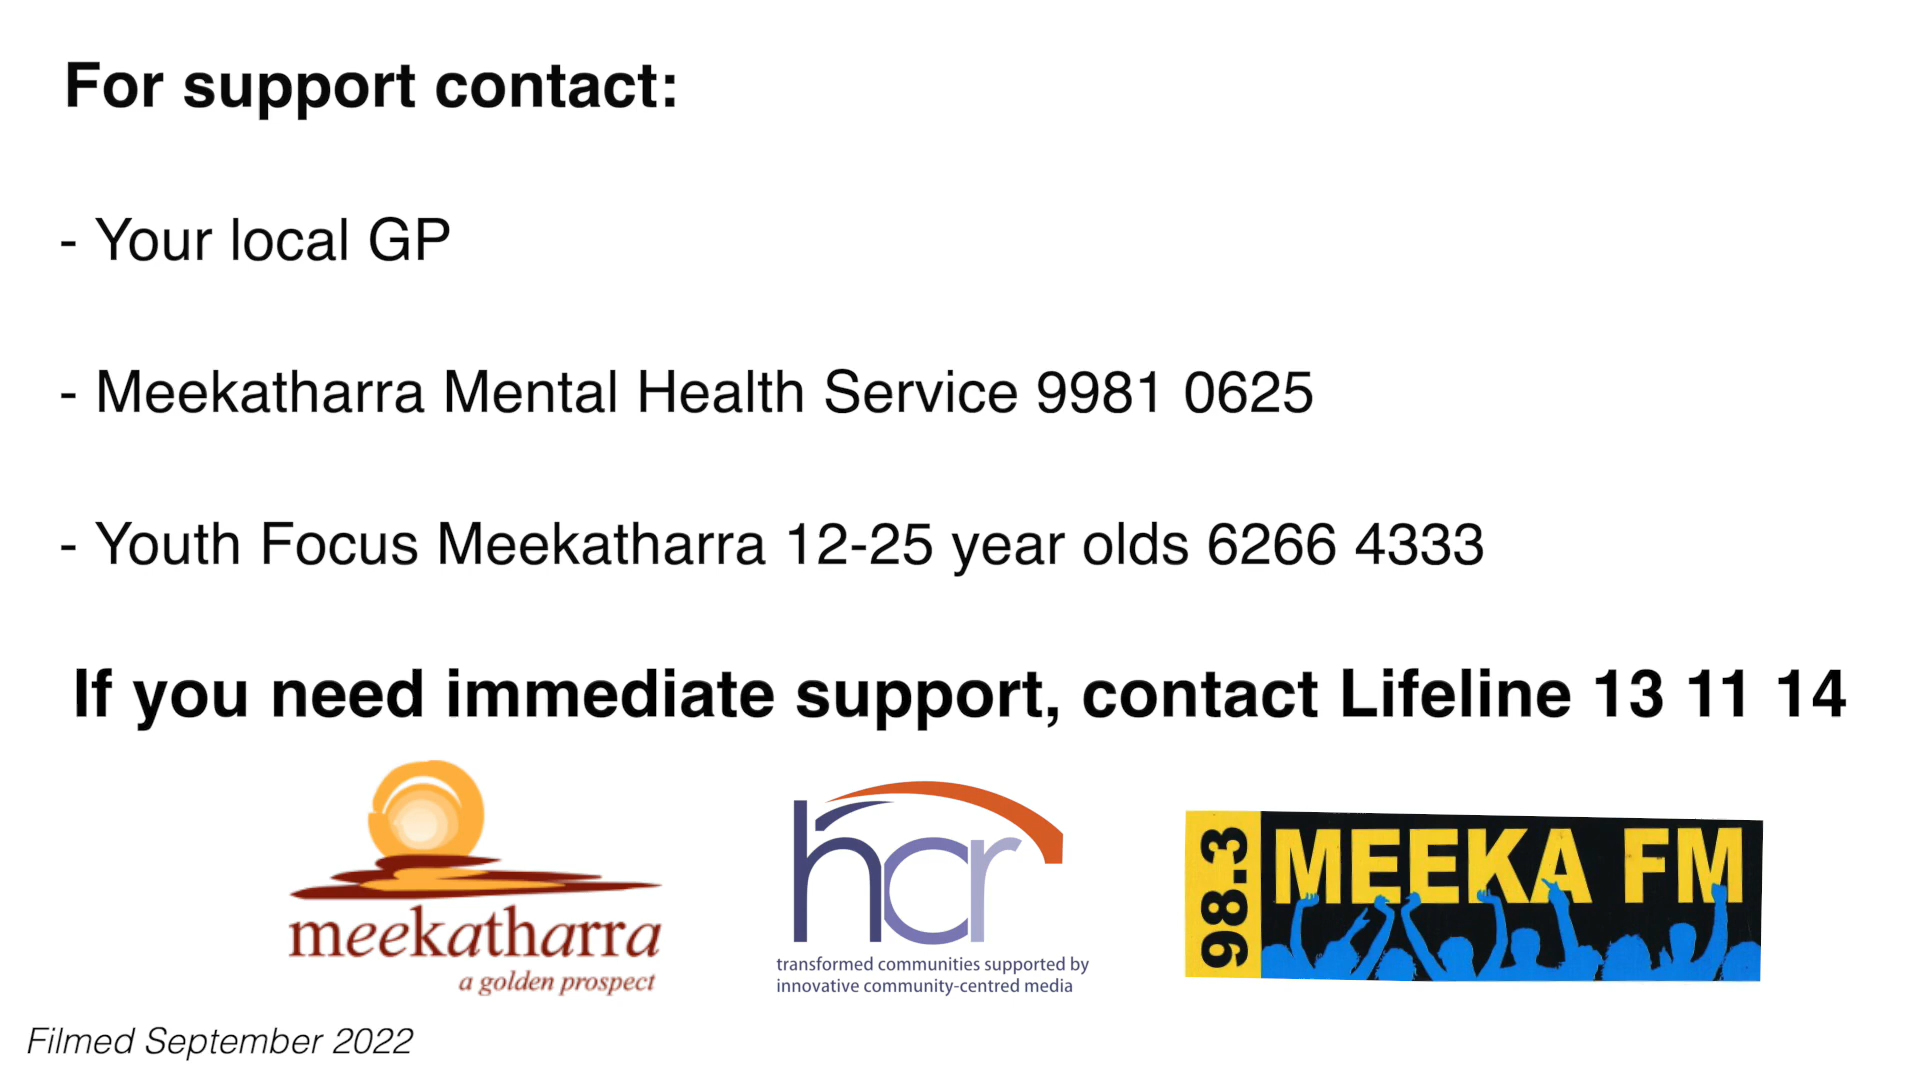 For support contact:
- Your local GP
- Meekatharra Mental Health Service 9981 0625
- Youth Focus Meekatharra 12-25 year olds 6266 4333
If you need immediate support, contact Lifeline 13 11 14
meekatharra
a golden prospect
hcr
transformed communities supported by
innovative community-centred media
98.3
MEEKA FM
Filmed September 2022